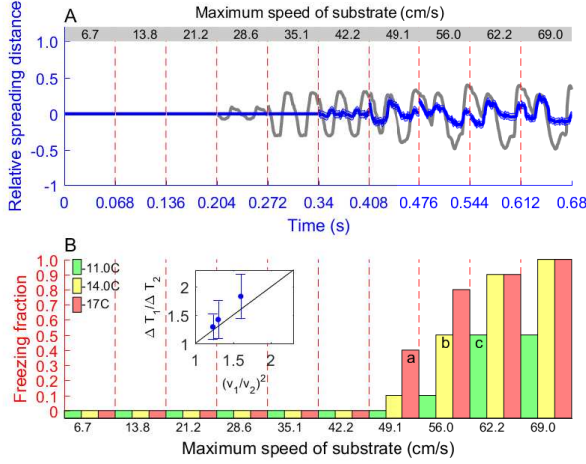 A
Maximum speed of substrate (cm/s)
6.7 13.8 21.2 28.6 35.1 42.2 49.1 56.0 62.2 69.0
Relative spreading distance
1.0
0.5
0
-0.5
-1
0 0.068 0.136 0.204 0.272 0.34 0.408 0.476 0.544 0.612 0.68
Time (s)
B
Freezing fraction
1.0
0.9
0.8
0.7
0.6
0.5
0.4
0.3
0.2
0.1
0
-11.0C
-14.0C
-17C
Δ T1/Δ T2
2
1.5
1
1 1.5 2
(v1/v2)²
a
b
c
6.7 13.8 21.2 28.6 35.1 42.2 49.1 56.0 62.2 69.0
Maximum speed of substrate (cm/s)